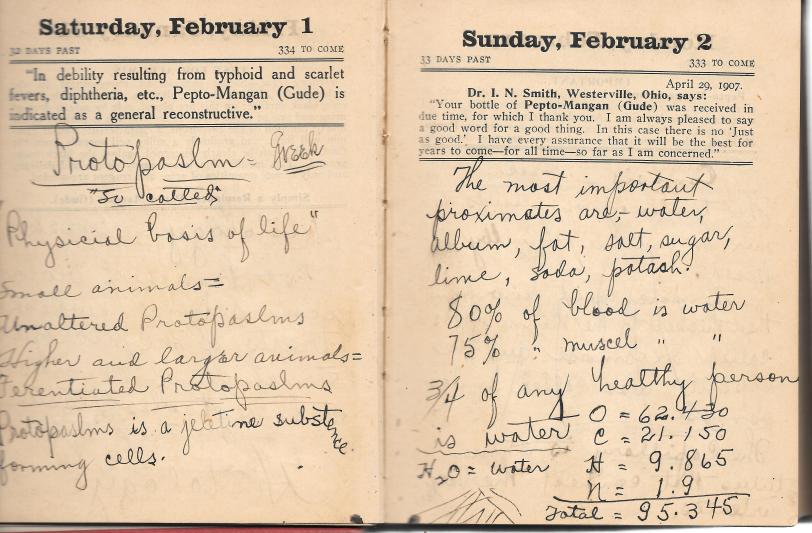 Saturday, February 1
32 DAYS PAST 334 TO COME
"In debility resulting from typhoid and scarlet
fevers, diphtheria, etc., Pepto-Mangan (Gude) is
indicated as a general reconstructive."
Protopaslm = Greek
"So called"
Physicial "basis of life"
Small animals =
Unaltered Protopaslms
Higher and larger animals =
Ferentiated Protopaslms
Protopaslms is a jeletine substence
forming cells.
Sunday, February 2
33 DAYS PAST 333 TO COME
April 29, 1907.
Dr. I. N. Smith, Westerville, Ohio, says:
"Your bottle of Pepto-Mangan (Gude) was received in
due time, for which I thank you. I am always pleased to say
a good word for a good thing. In this case there is no 'Just
as good.' I have every assurance that it will be the best for
years to come—for all time—so far as I am concerned."
The most important
proximates are,- water,
album, fat, salt, sugar,
lime, soda, potash.
80% of blood is water
75% " muscel " "
3/4 of any healthy person
is water
O = 62.430
C = 21.150
H₂O = water H = 9.865
n = 1.9
Total = 95.345